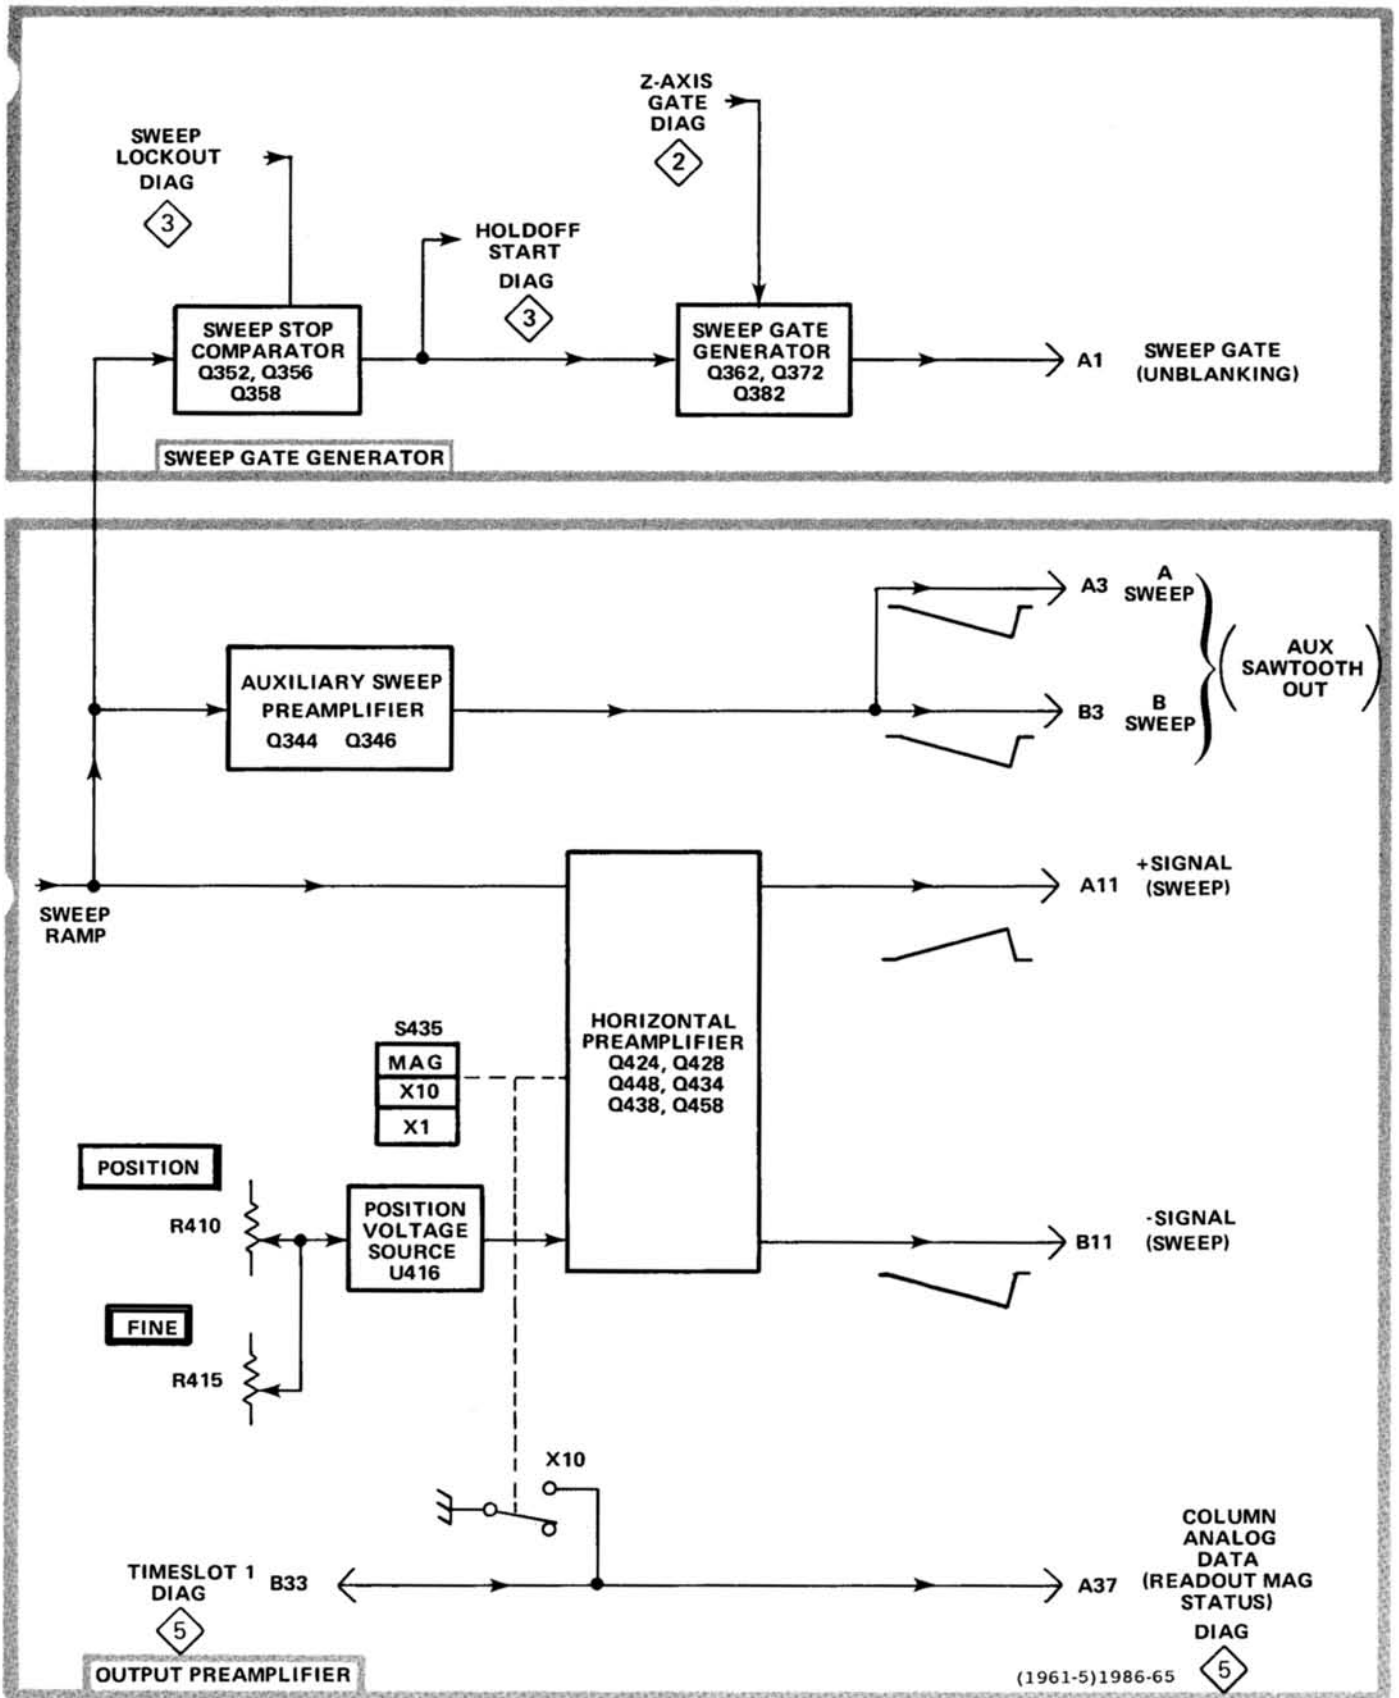 Z-AXIS
GATE
DIAG
2
SWEEP
LOCKOUT
DIAG
3
HOLDOFF
START
DIAG
3
SWEEP STOP
COMPARATOR
Q352, Q356
Q358
SWEEP GATE
GENERATOR
Q362, Q372
Q382
A1
SWEEP GATE
(UNBLANKING)
SWEEP GATE GENERATOR
A3
A
SWEEP
AUXILIARY SWEEP
PREAMPLIFIER
Q344 Q346
B3
B
SWEEP
AUX
SAWTOOTH
OUT
SWEEP
RAMP
A11
+SIGNAL
(SWEEP)
HORIZONTAL
PREAMPLIFIER
Q424, Q428
Q448, Q434
Q438, Q458
S435
MAG
X10
X1
POSITION
R410
POSITION
VOLTAGE
SOURCE
U416
B11
-SIGNAL
(SWEEP)
FINE
R415
X10
TIMESLOT 1
DIAG
5
B33
A37
COLUMN
ANALOG
DATA
(READOUT MAG
STATUS)
DIAG
5
OUTPUT PREAMPLIFIER
(1961-5)1986-65